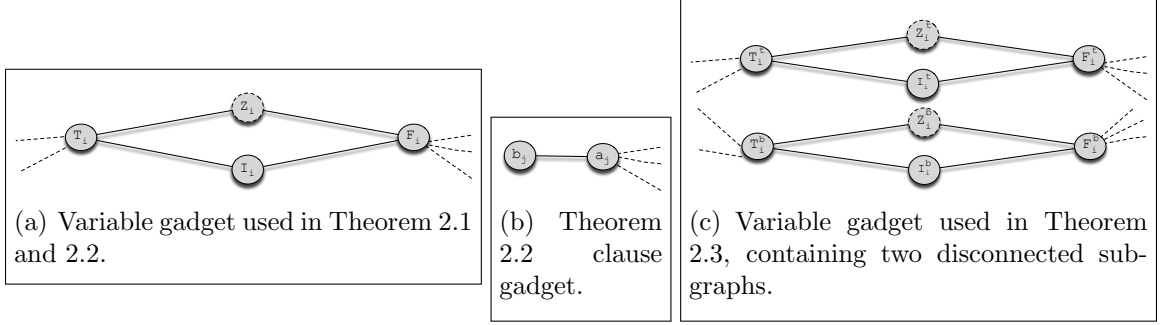 Z_i
T_i
F_i
I_i
(a) Variable gadget used in Theorem 2.1
and 2.2.
b_j
a_j
(b) Theorem
2.2 clause
gadget.
Z_i^t
T_i^t
F_i^t
I_i^t
Z_i^s
T_i^b
F_i^b
I_i^b
(c) Variable gadget used in Theorem
2.3, containing two disconnected sub-
graphs.